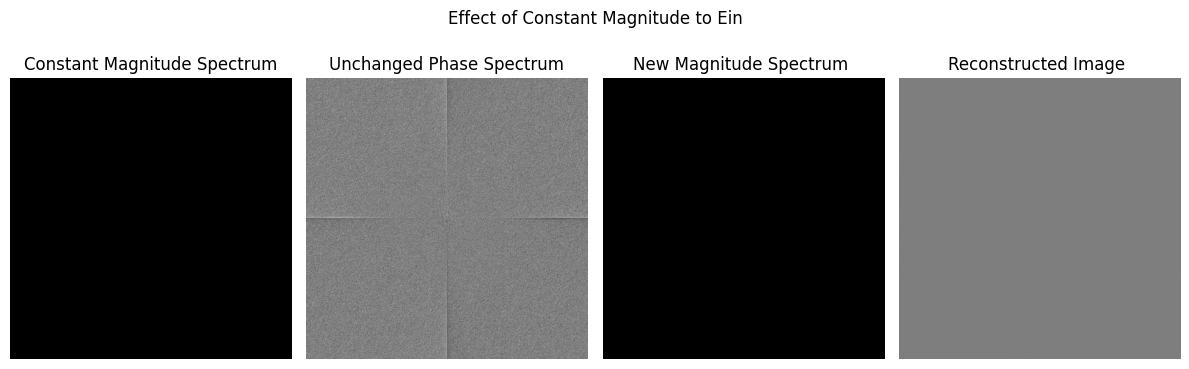 Effect of Constant Magnitude to Ein
Constant Magnitude Spectrum
Unchanged Phase Spectrum
New Magnitude Spectrum
Reconstructed Image